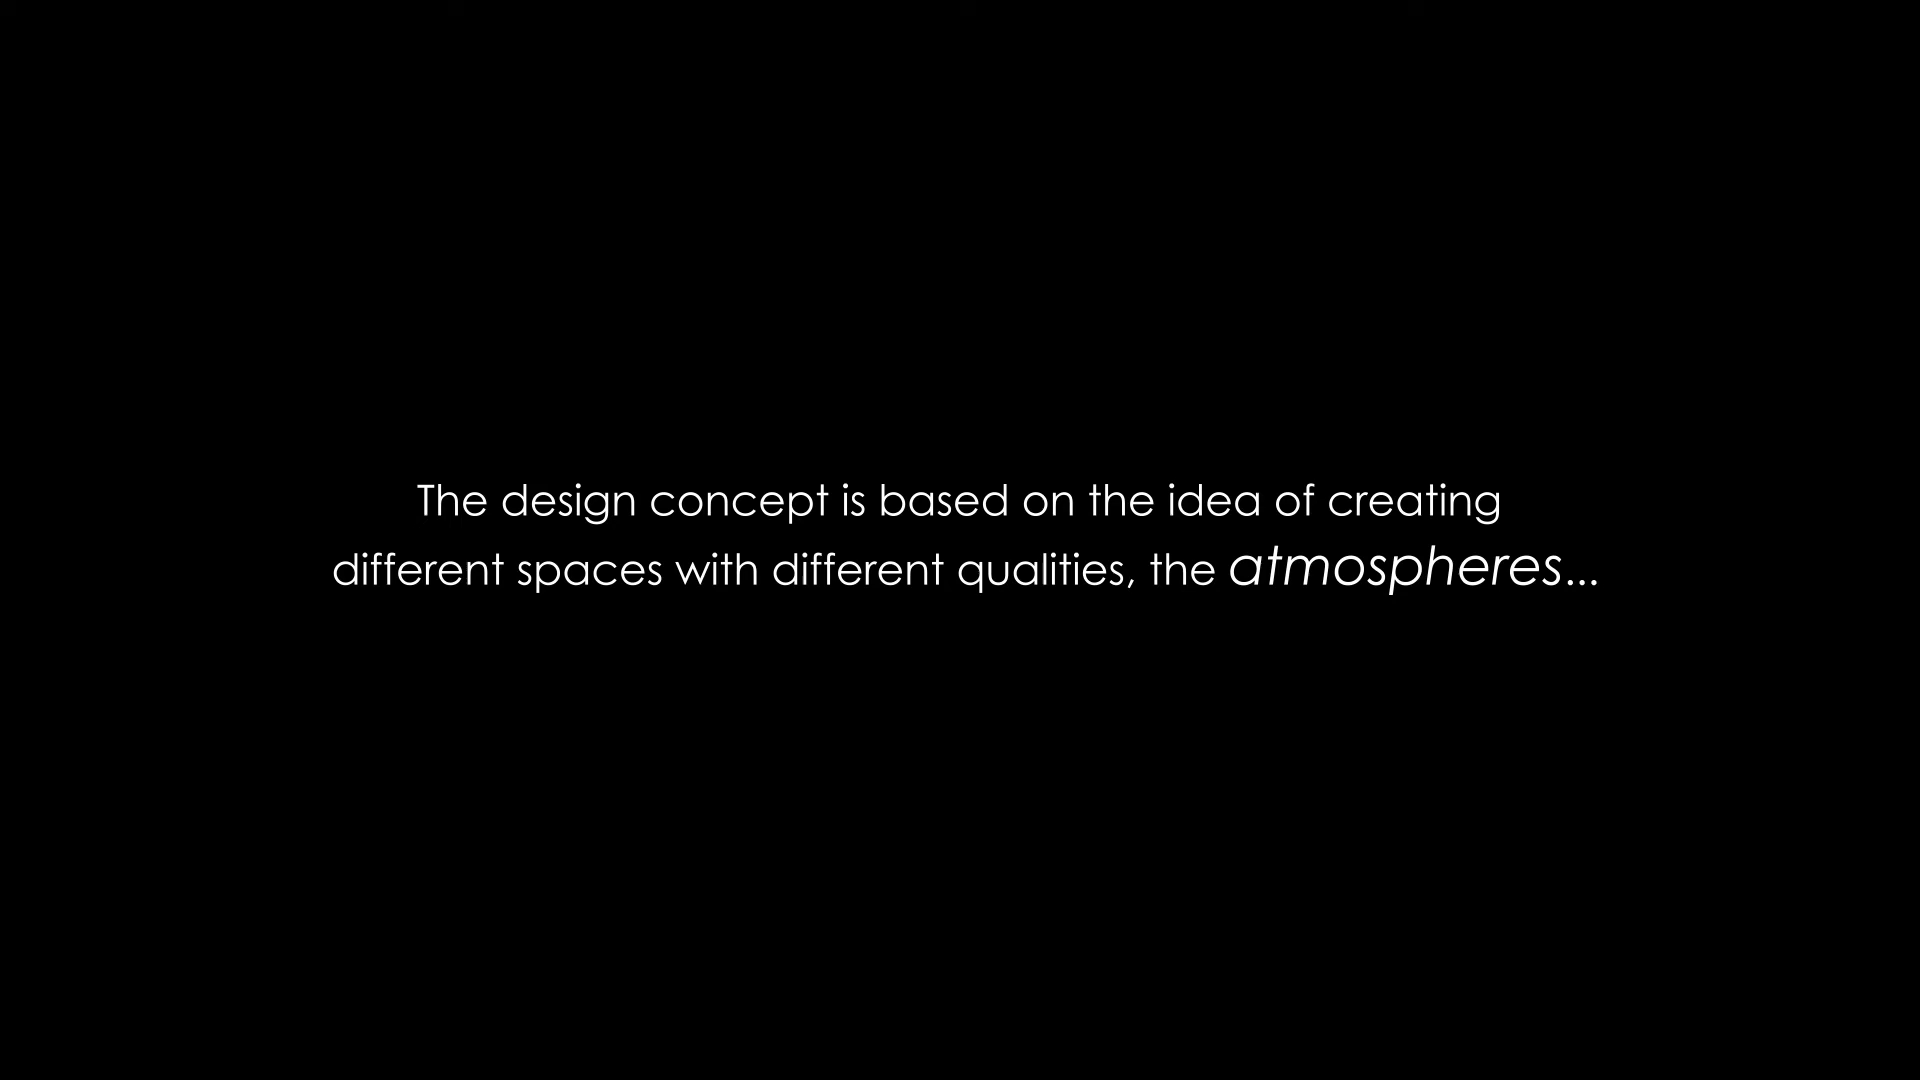 The design concept is based on the idea of creating
different spaces with different qualities, the atmospheres...